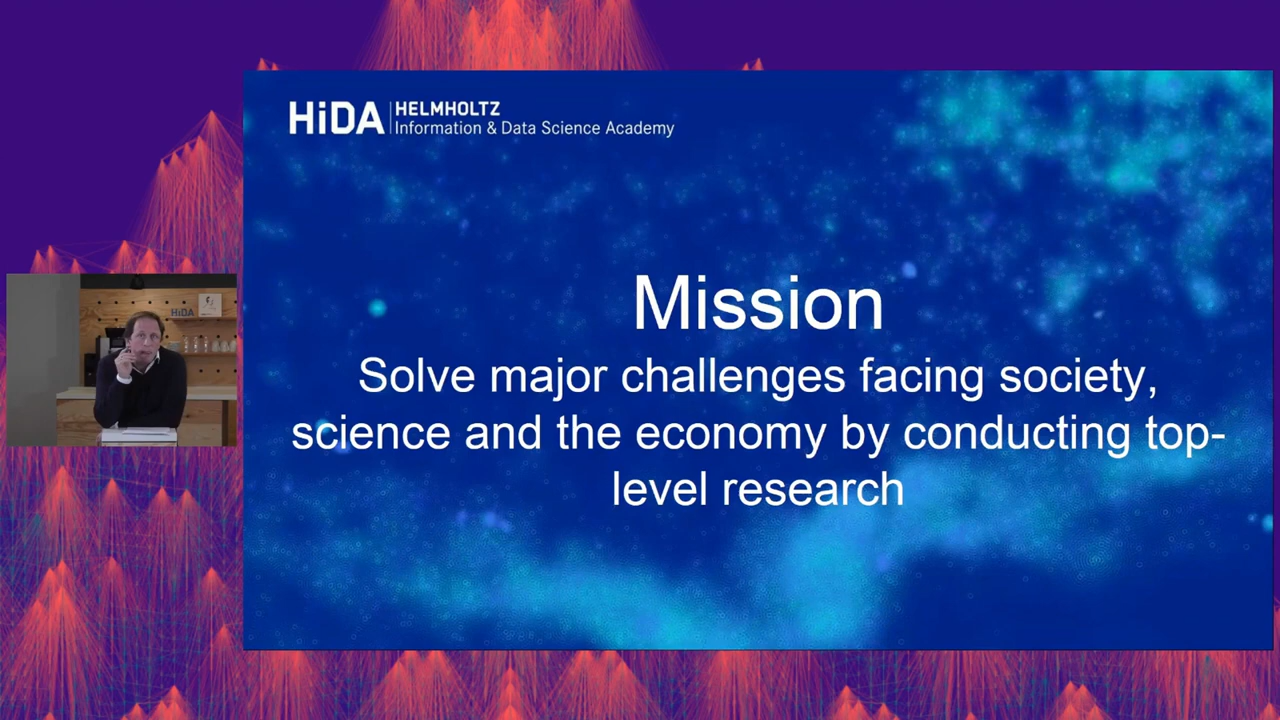 HiDA
HELMHOLTZ
Information & Data Science Academy
Mission
Solve major challenges facing society,
science and the economy by conducting top-
level research
HiDA